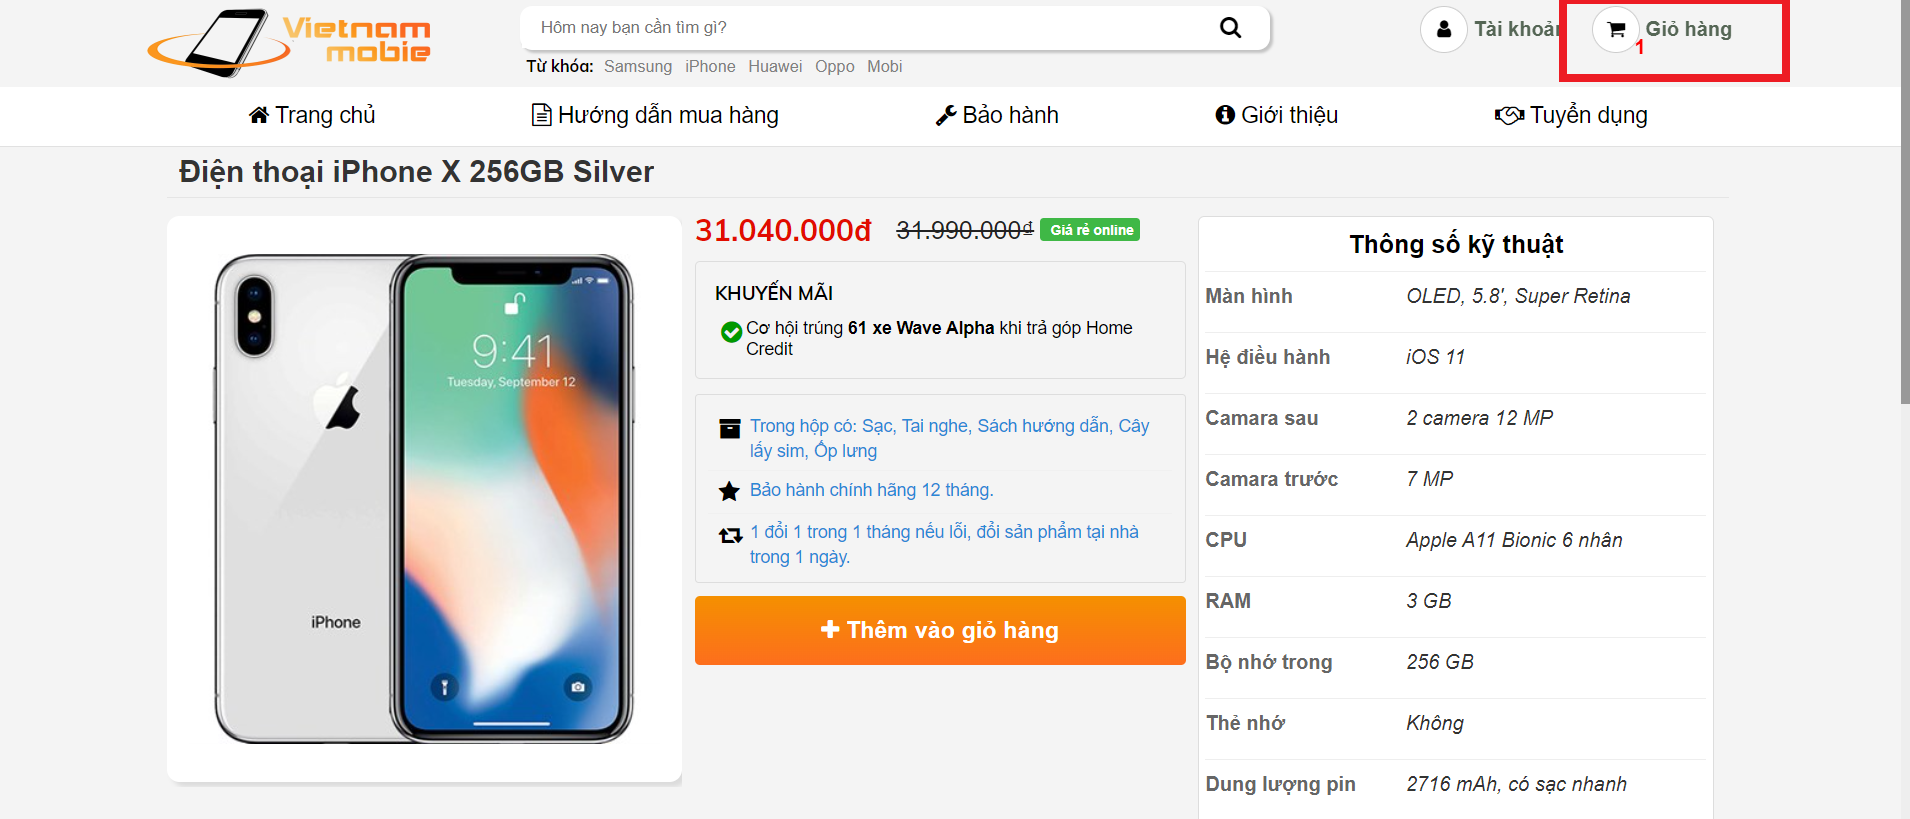 Vietnam
mobie
Hôm nay bạn cần tìm gì?
Từ khóa: Samsung iPhone Huawei Oppo Mobi
Tài khoản
1
Giỏ hàng
Trang chủ
Hướng dẫn mua hàng
Bảo hành
Giới thiệu
Tuyển dụng
Điện thoại iPhone X 256GB Silver
9:41
Tuesday, September 12
iPhone
31.040.000đ 31.990.000₫ Giá rẻ online
KHUYẾN MÃI
Cơ hội trúng 61 xe Wave Alpha khi trả góp Home
Credit
Trong hộp có: Sạc, Tai nghe, Sách hướng dẫn, Cây
lấy sim, Ốp lưng
Bảo hành chính hãng 12 tháng.
1 đổi 1 trong 1 tháng nếu lỗi, đổi sản phẩm tại nhà
trong 1 ngày.
Thêm vào giỏ hàng
Thông số kỹ thuật
Màn hình OLED, 5.8', Super Retina
Hệ điều hành iOS 11
Camara sau 2 camera 12 MP
Camara trước 7 MP
CPU Apple A11 Bionic 6 nhân
RAM 3 GB
Bộ nhớ trong 256 GB
Thẻ nhớ Không
Dung lượng pin 2716 mAh, có sạc nhanh